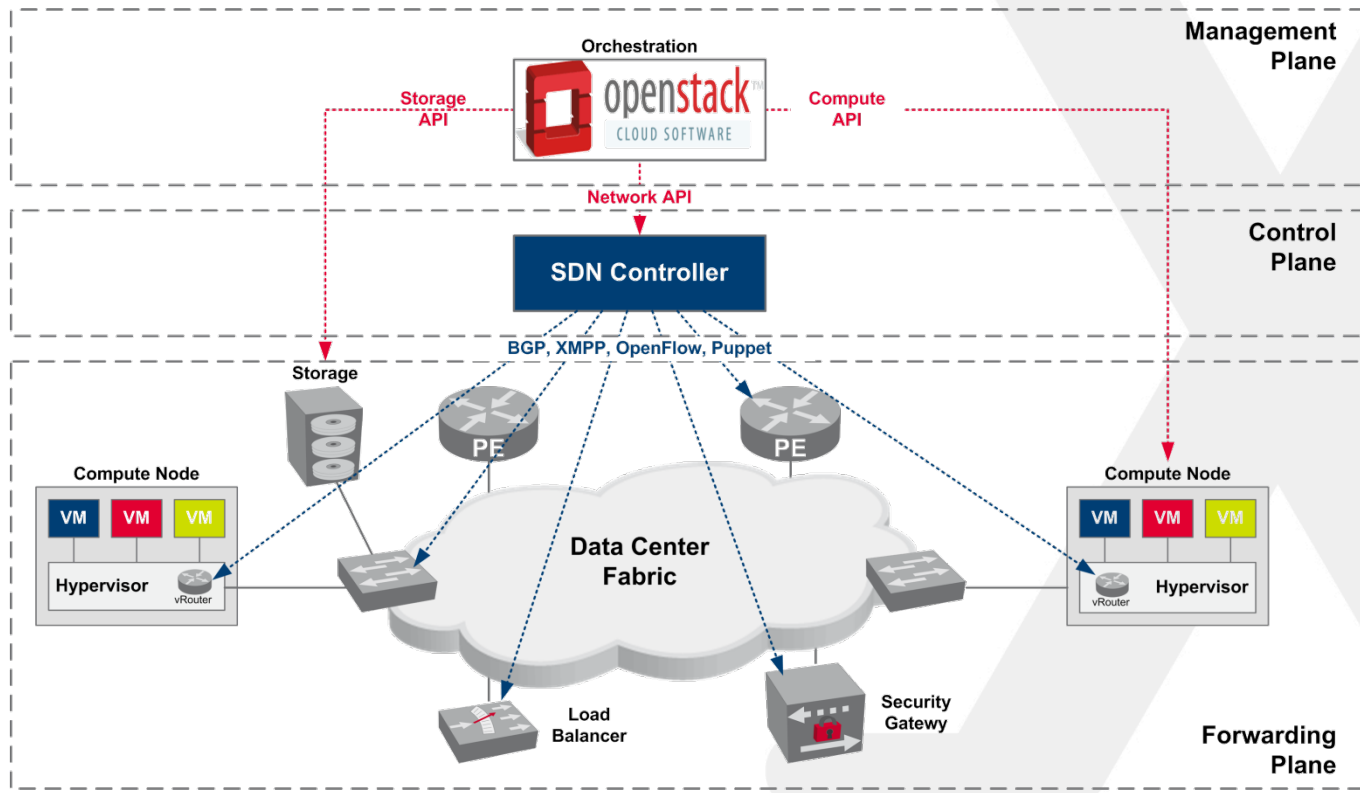 Management
Plane
Orchestration
openstack™
CLOUD SOFTWARE
Storage
API
Compute
API
Network API
Control
Plane
SDN Controller
BGP, XMPP, OpenFlow, Puppet
Storage
PE
PE
Compute Node
VM
VM
VM
Hypervisor
vRouter
Data Center
Fabric
Compute Node
VM
VM
VM
vRouter
Hypervisor
Load
Balancer
Security
Gatewy
Forwarding
Plane